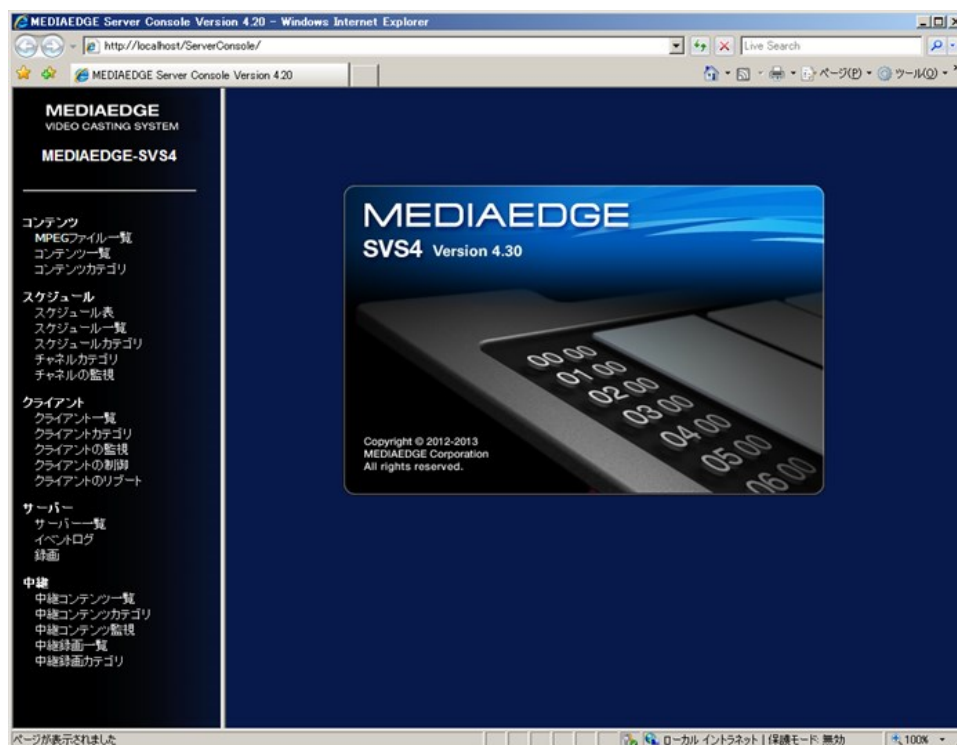 MEDIAEDGE Server Console Version 4.20 - Windows Internet Explorer
http://localhost/ServerConsole/
Live Search
MEDIAEDGE Server Console Version 4.20
ページ(P)
ツール(O)
MEDIAEDGE
VIDEO CASTING SYSTEM
MEDIAEDGE-SVS4
コンテンツ
MPEGファイル一覧
コンテンツ一覧
コンテンツカテゴリ
スケジュール
スケジュール表
スケジュール一覧
スケジュールカテゴリ
チャネルカテゴリ
チャネルの監視
クライアント
クライアント一覧
クライアントカテゴリ
クライアントの監視
クライアントの制御
クライアントのリブート
サーバー
サーバー一覧
イベントログ
録画
中継
中継コンテンツ一覧
中継コンテンツカテゴリ
中継コンテンツ監視
中継録画一覧
中継録画カテゴリ
MEDIAEDGE
SVS4 Version 4.30
00 00
01 00
02 00
03 00
04 00
05 00
06 00
Copyright © 2012-2013
MEDIAEDGE Corporation
All rights reserved.
ページが表示されました
ローカル イントラネット | 保護モード: 無効
100%